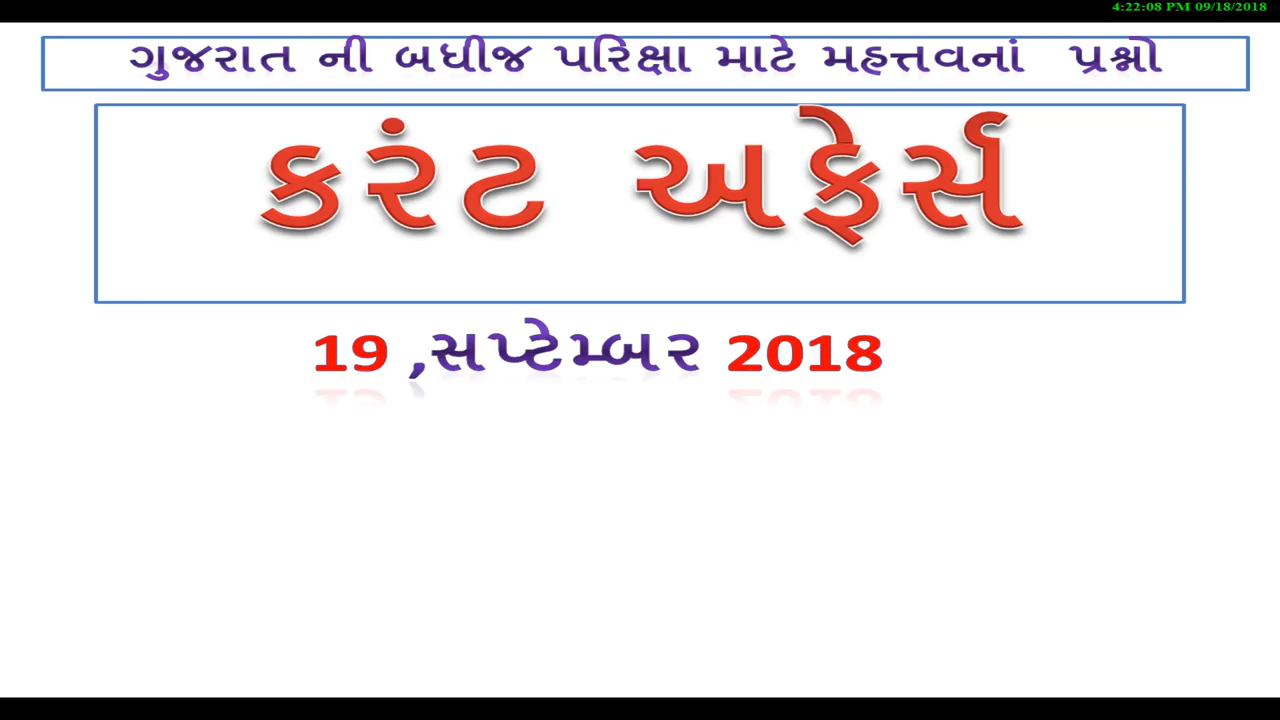 4:22:08 PM 09/18/2018
ગુજરાત ની બધીજ પરિક્ષા માટે મહત્તવનાં પ્રશ્નો
કરંટ અફેર્સ
19 ,સપ્ટેમ્બર 2018